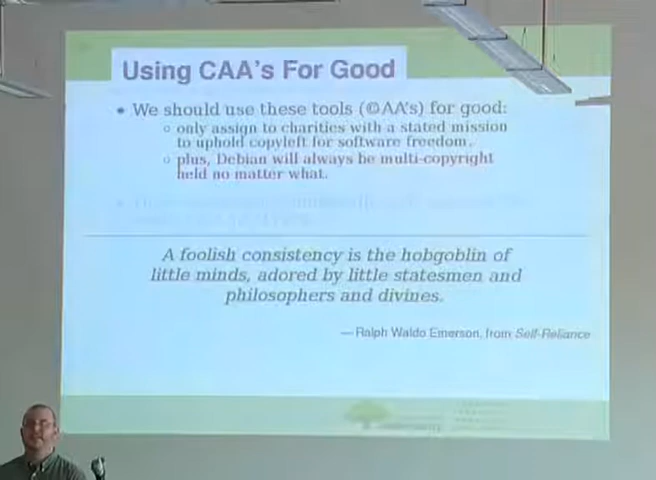 Using CAA's For Good
• We should use these tools (©AA's) for good:
◦ only assign to charities with a stated mission
to uphold copyleft for software freedom.
◦ plus, Debian will always be multi-copyright
held no matter what.
A foolish consistency is the hobgoblin of
little minds, adored by little statesmen and
philosophers and divines.
— Ralph Waldo Emerson, from Self-Reliance